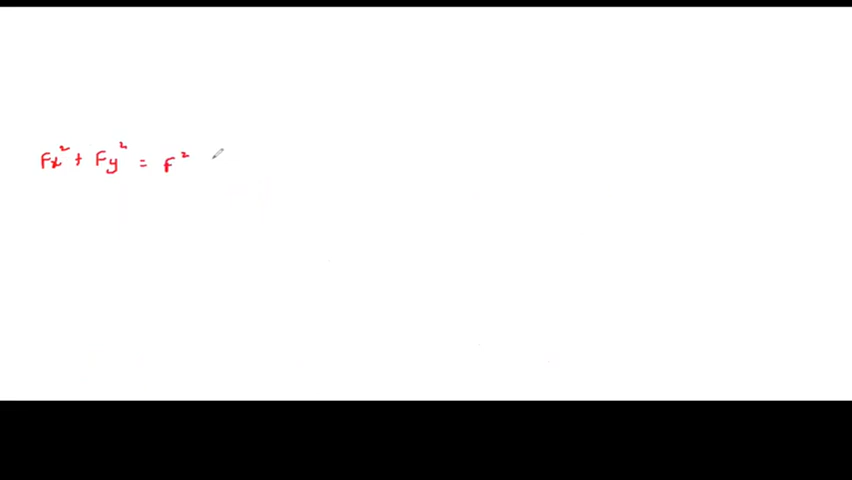 Fx² + Fy² = F²